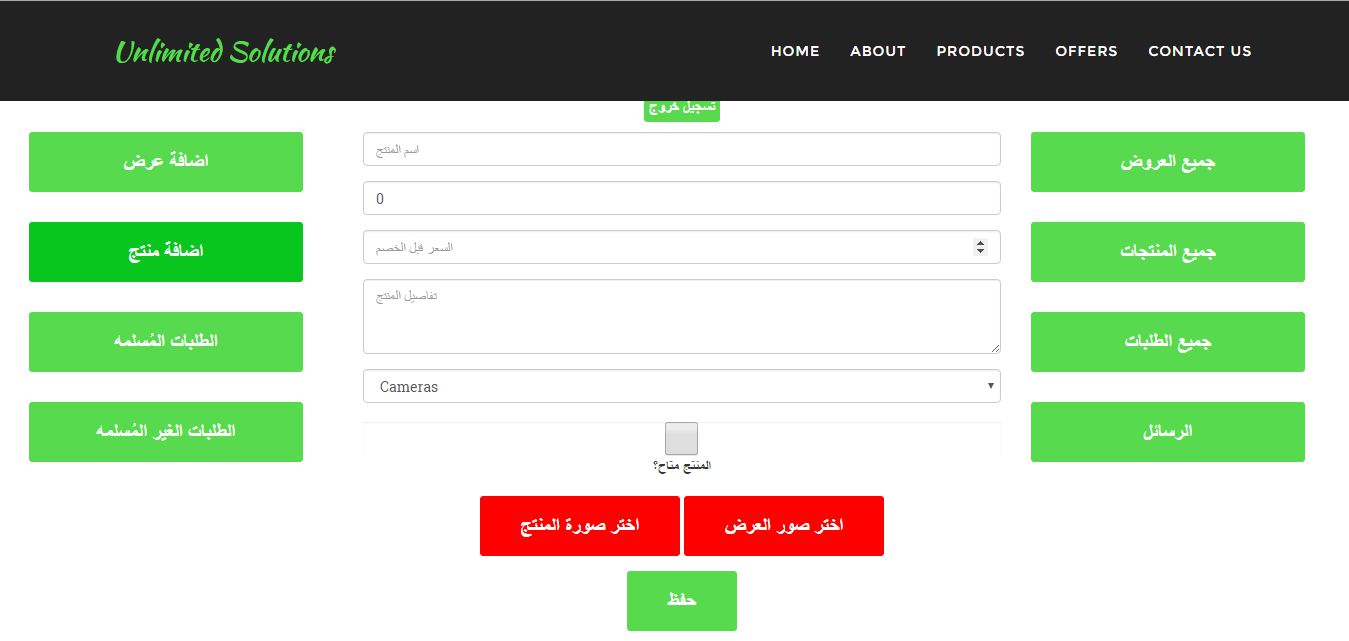 Unlimited Solutions
HOME ABOUT PRODUCTS OFFERS CONTACT US
تسجيل خروج
جميع العروض
جميع المنتجات
جميع الطلبات
الرسائل
اسم المنتج
0
السعر قبل الخصم
تفاصيل المنتج
Cameras
المنتج متاح؟
اختر صور العرض
اختر صورة المنتج
حفظ
اضافة عرض
اضافة منتج
الطلبات المُسلمه
الطلبات الغير المُسلمه